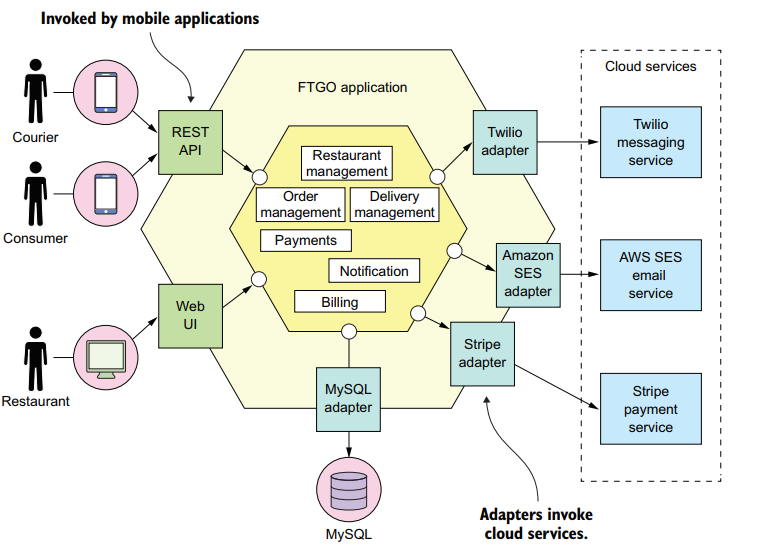 Invoked by mobile applications
Courier
Consumer
Restaurant
REST
API
Web
UI
FTGO application
Restaurant
management
Order
management
Delivery
management
Payments
Notification
Billing
Twilio
adapter
Amazon
SES
adapter
Stripe
adapter
MySQL
adapter
MySQL
Cloud services
Twilio
messaging
service
AWS SES
email
service
Stripe
payment
service
Adapters invoke
cloud services.